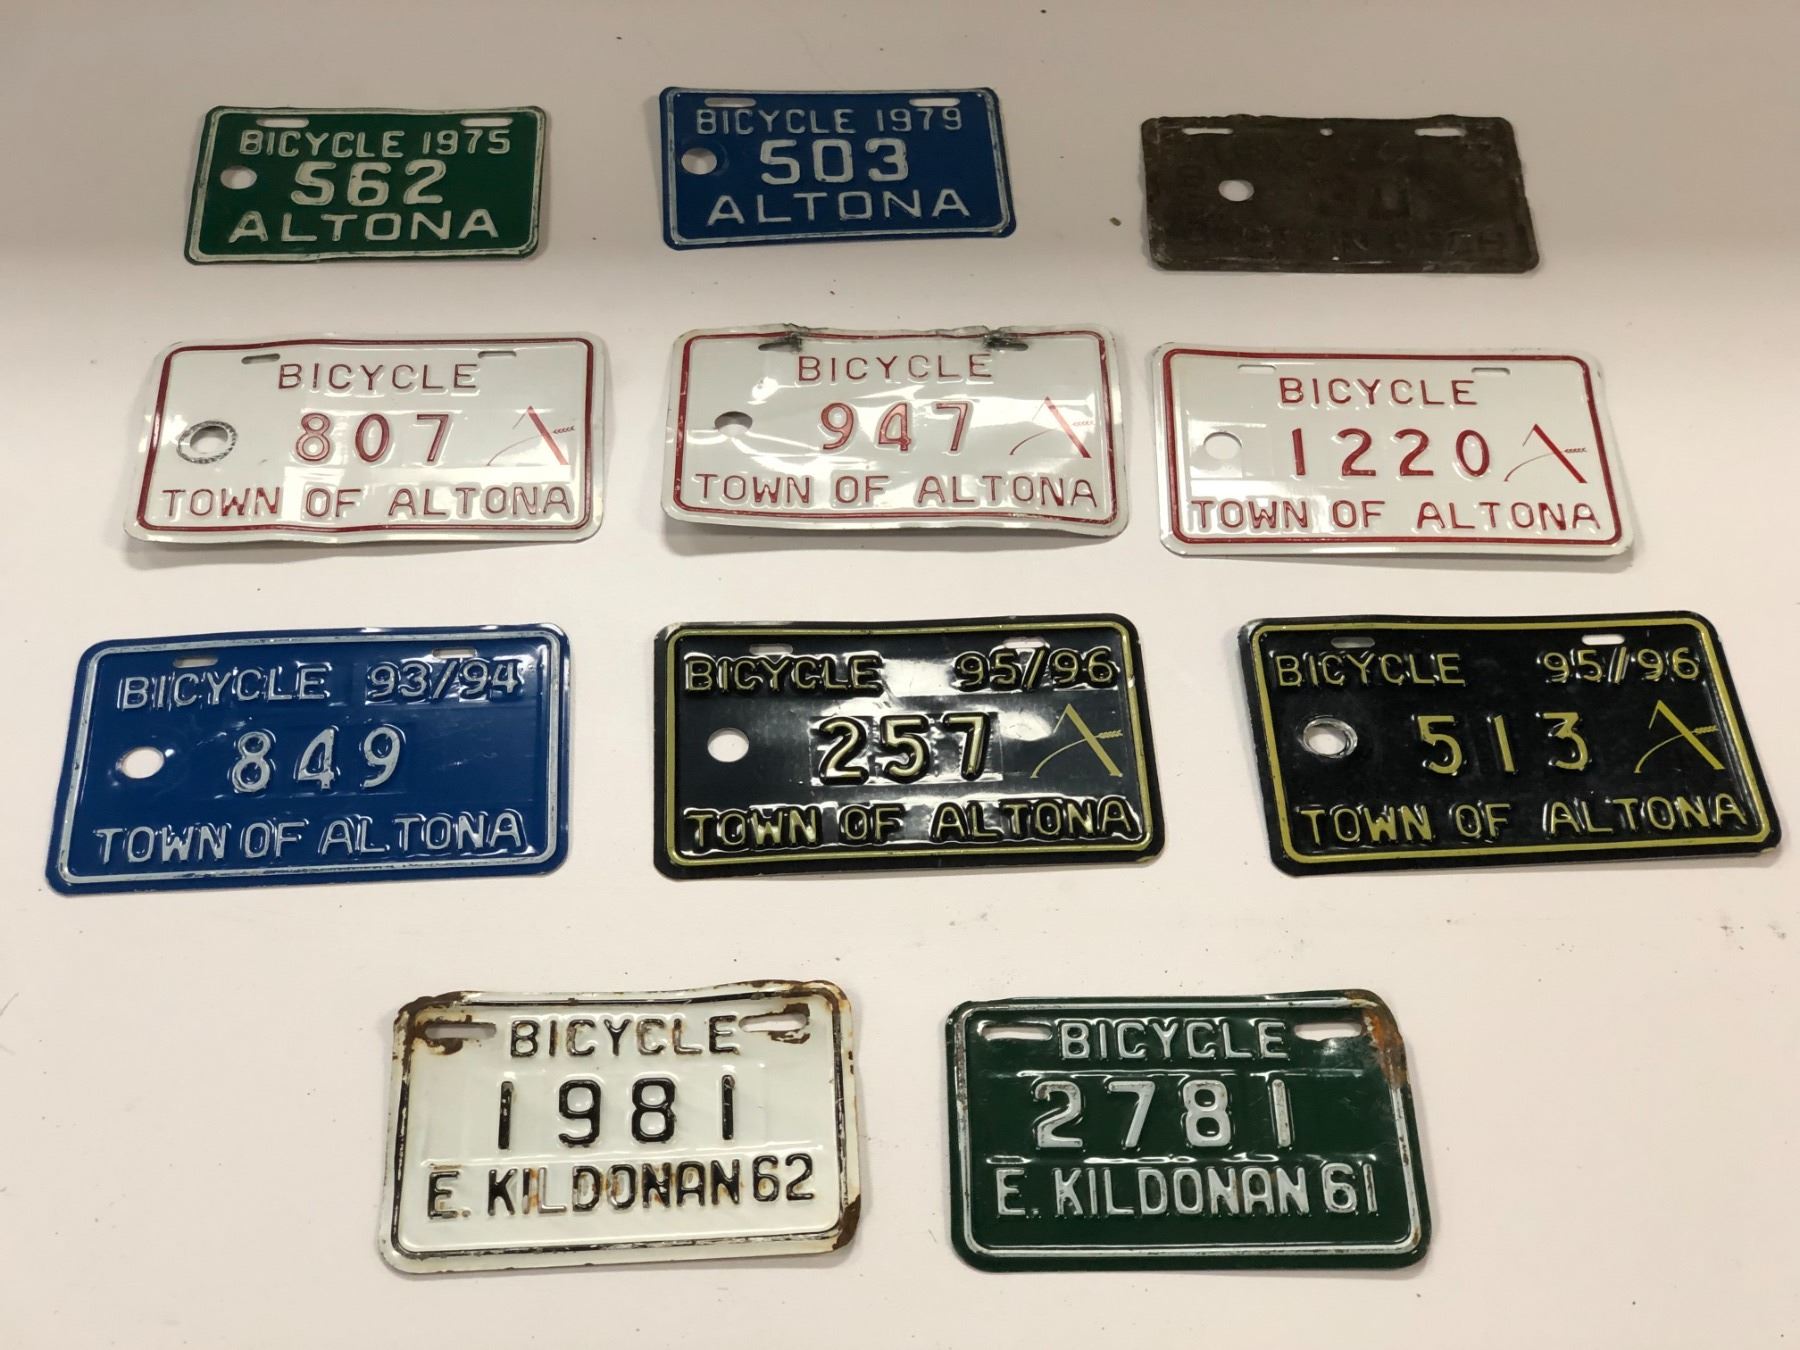 BICYCLE 1975
562
ALTONA
BICYCLE 1979
503
ALTONA
BICYCLE
807
TOWN OF ALTONA
BICYCLE
947
TOWN OF ALTONA
BICYCLE
1220
TOWN OF ALTONA
BICYCLE 93/94
849
TOWN OF ALTONA
BICYCLE 95/96
257
TOWN OF ALTONA
BICYCLE 95/96
513
TOWN OF ALTONA
BICYCLE
1981
E. KILDONAN 62
BICYCLE
2781
E. KILDONAN 61